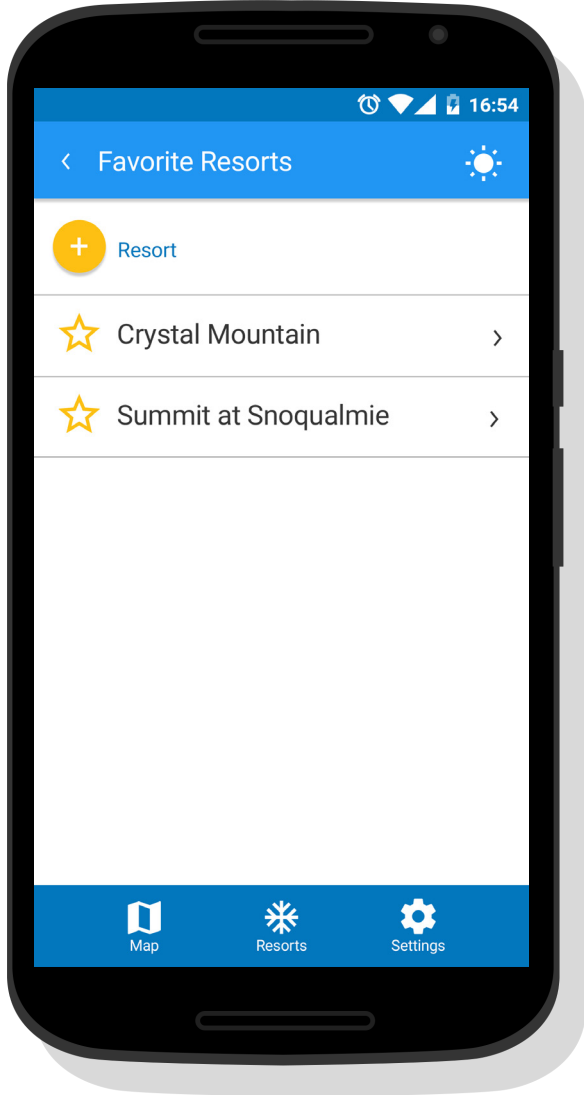 16:54
Favorite Resorts
Resort
Crystal Mountain
Summit at Snoqualmie
Map Resorts Settings